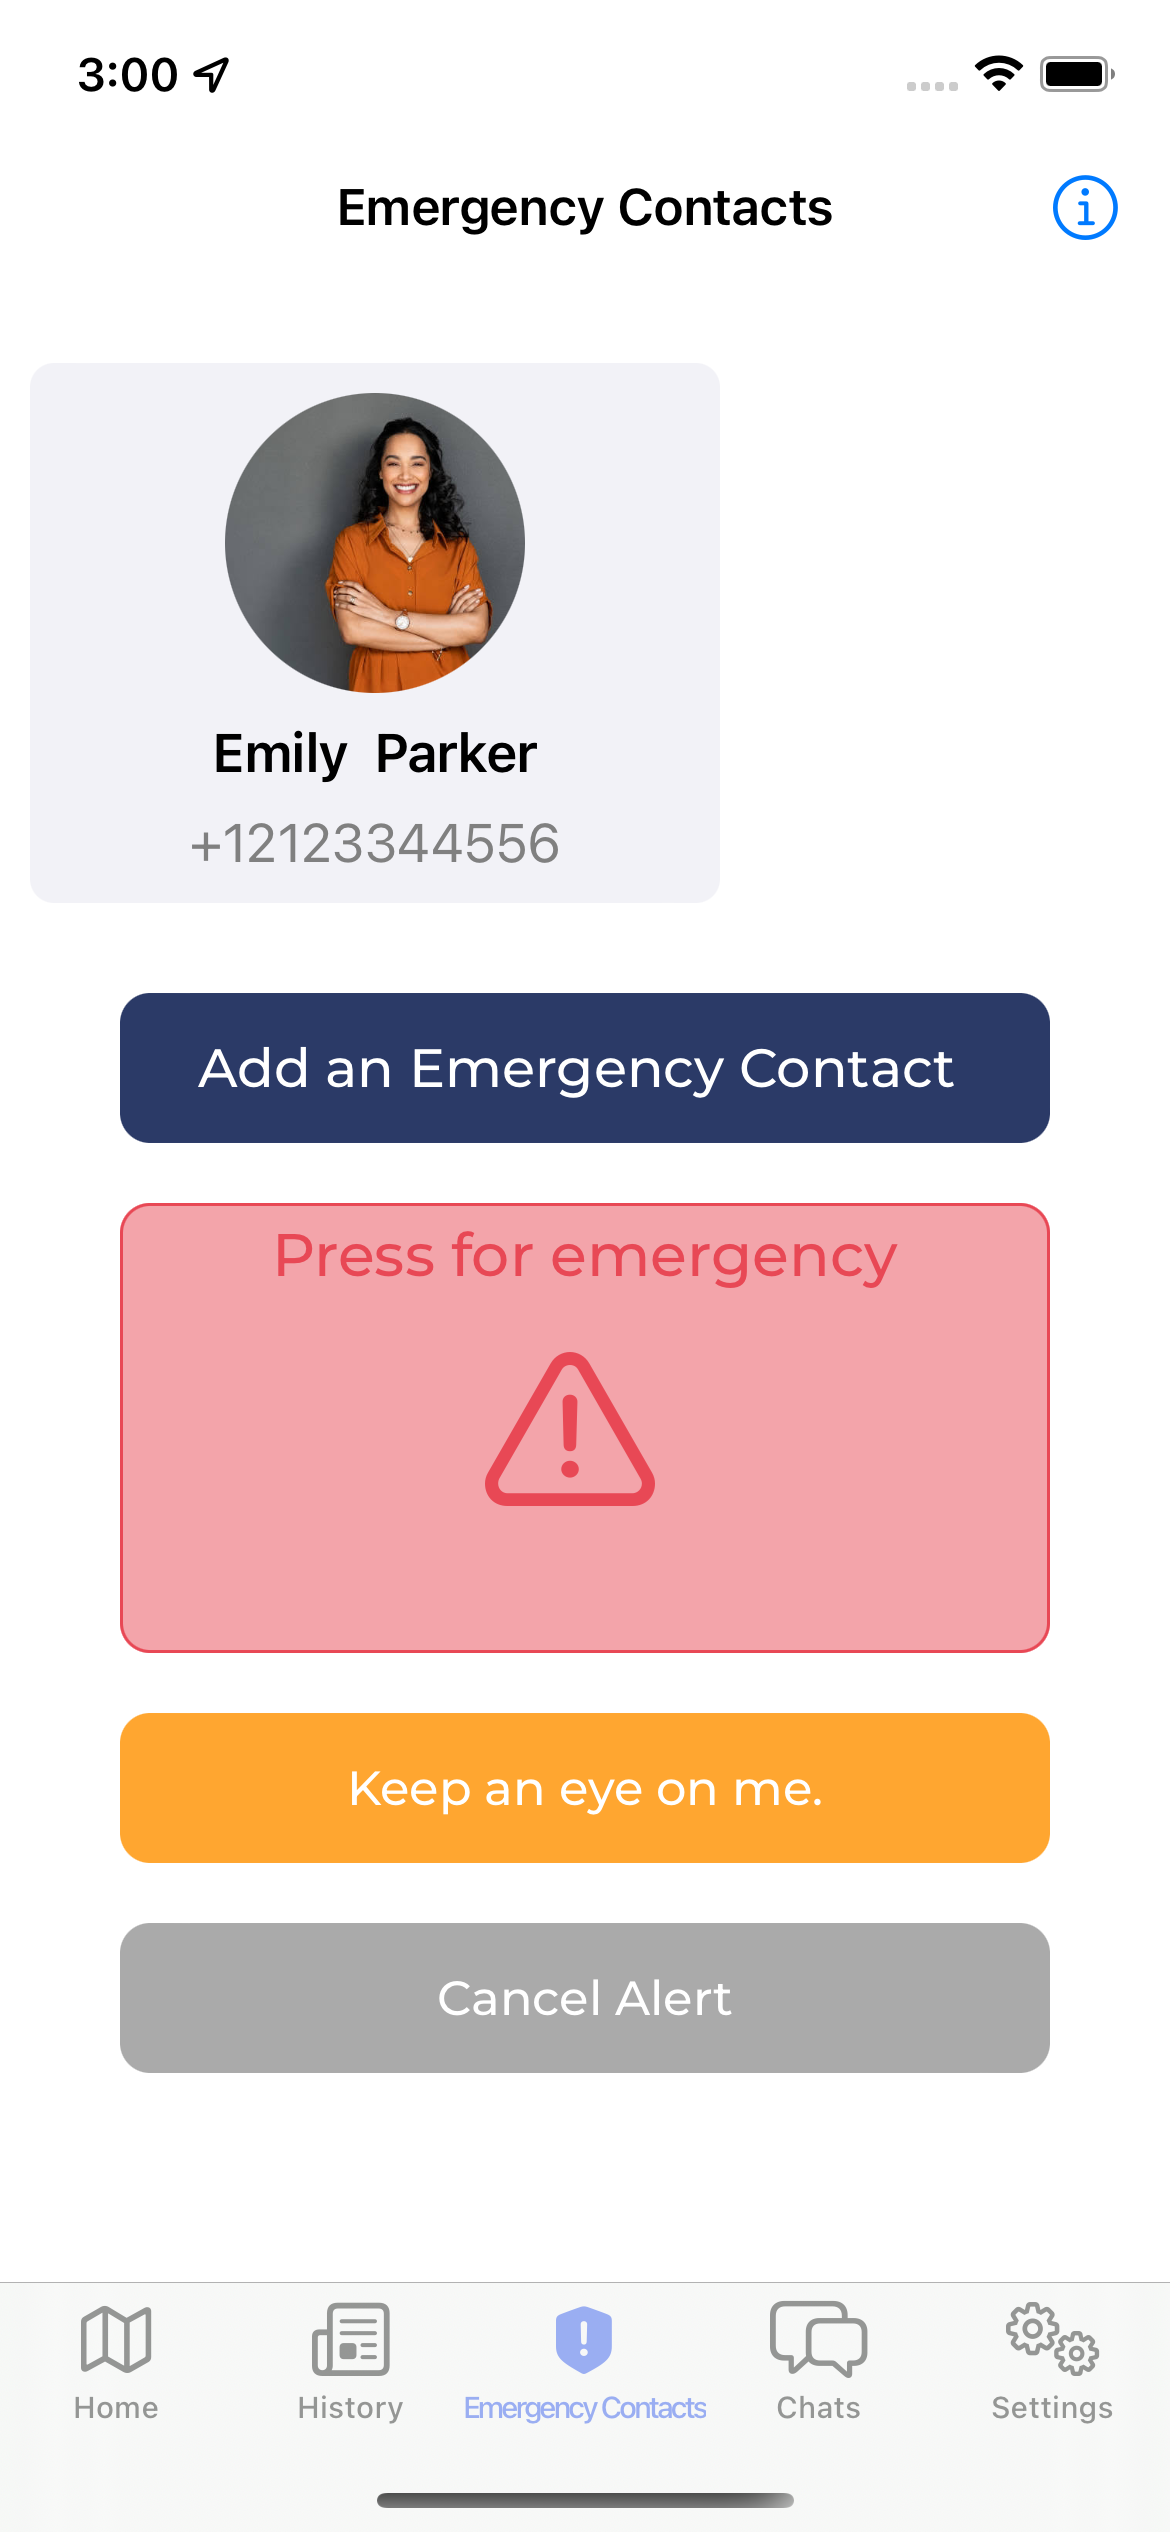 3:00
Emergency Contacts
Emily Parker
+12123344556
Add an Emergency Contact
Press for emergency
Keep an eye on me.
Cancel Alert
Home History Emergency Contacts Chats Settings